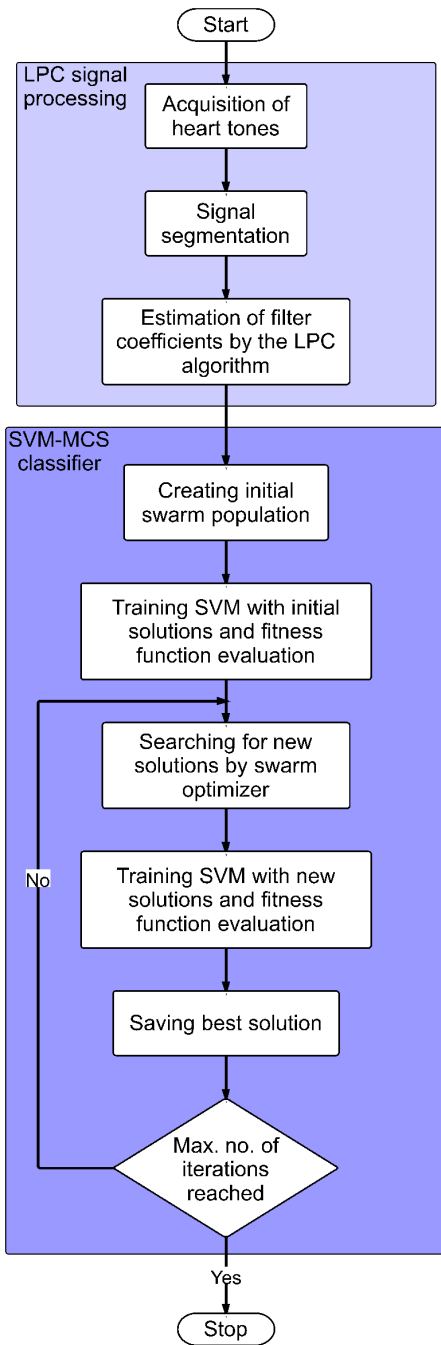 Start
LPC signal
processing
Acquisition of
heart tones
Signal
segmentation
Estimation of filter
coefficients by the LPC
algorithm
SVM-MCS
classifier
Creating initial
swarm population
Training SVM with initial
solutions and fitness
function evaluation
Searching for new
solutions by swarm
optimizer
No
Training SVM with new
solutions and fitness
function evaluation
Saving best solution
Max. no. of
iterations
reached
Yes
Stop